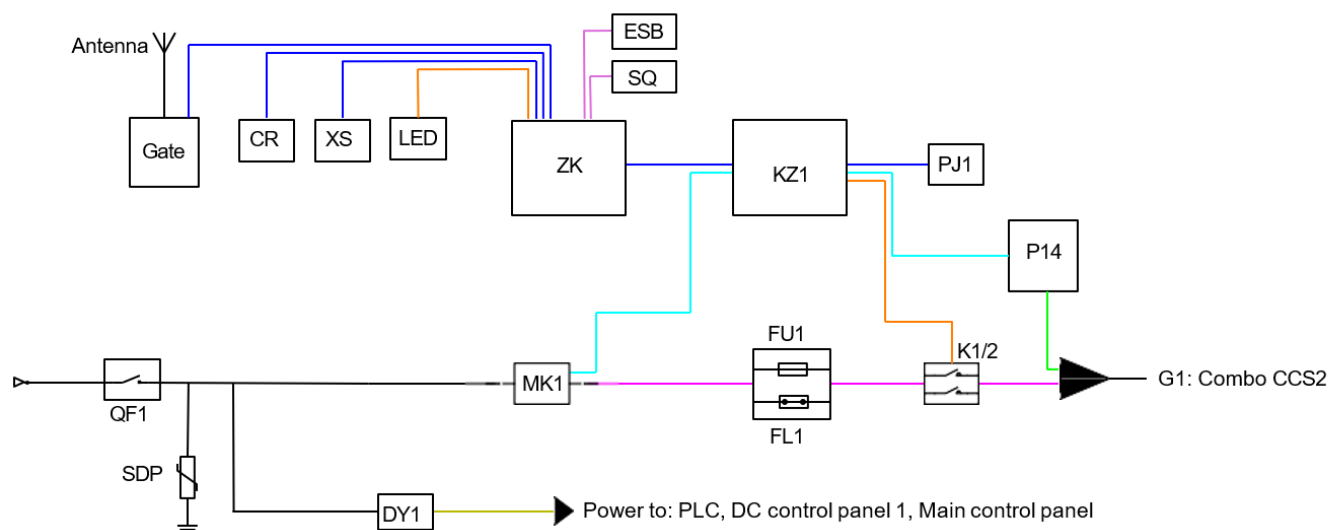 ESB
Antenna
SQ
Gate
CR
XS
LED
ZK
KZ1
PJ1
P14
FU1
K1/2
MK1
G1: Combo CCS2
QF1
FL1
SDP
DY1
Power to: PLC, DC control panel 1, Main control panel